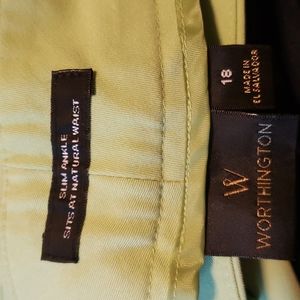 SLIM ANKLE
SITS AT NATURAL WAIST
18
MADE IN
EL SALVADOR
W
WORTHINGTON